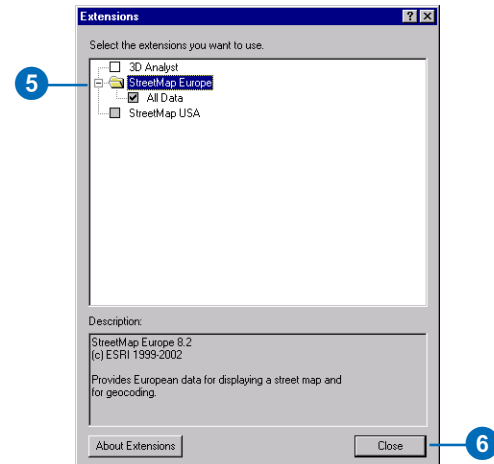 Extensions
Select the extensions you want to use.
3D Analyst
5
StreetMap Europe
All Data
StreetMap USA
Description:
StreetMap Europe 8.2
(c) ESRI 1999-2002
Provides European data for displaying a street map and
for geocoding.
About Extensions
Close
6